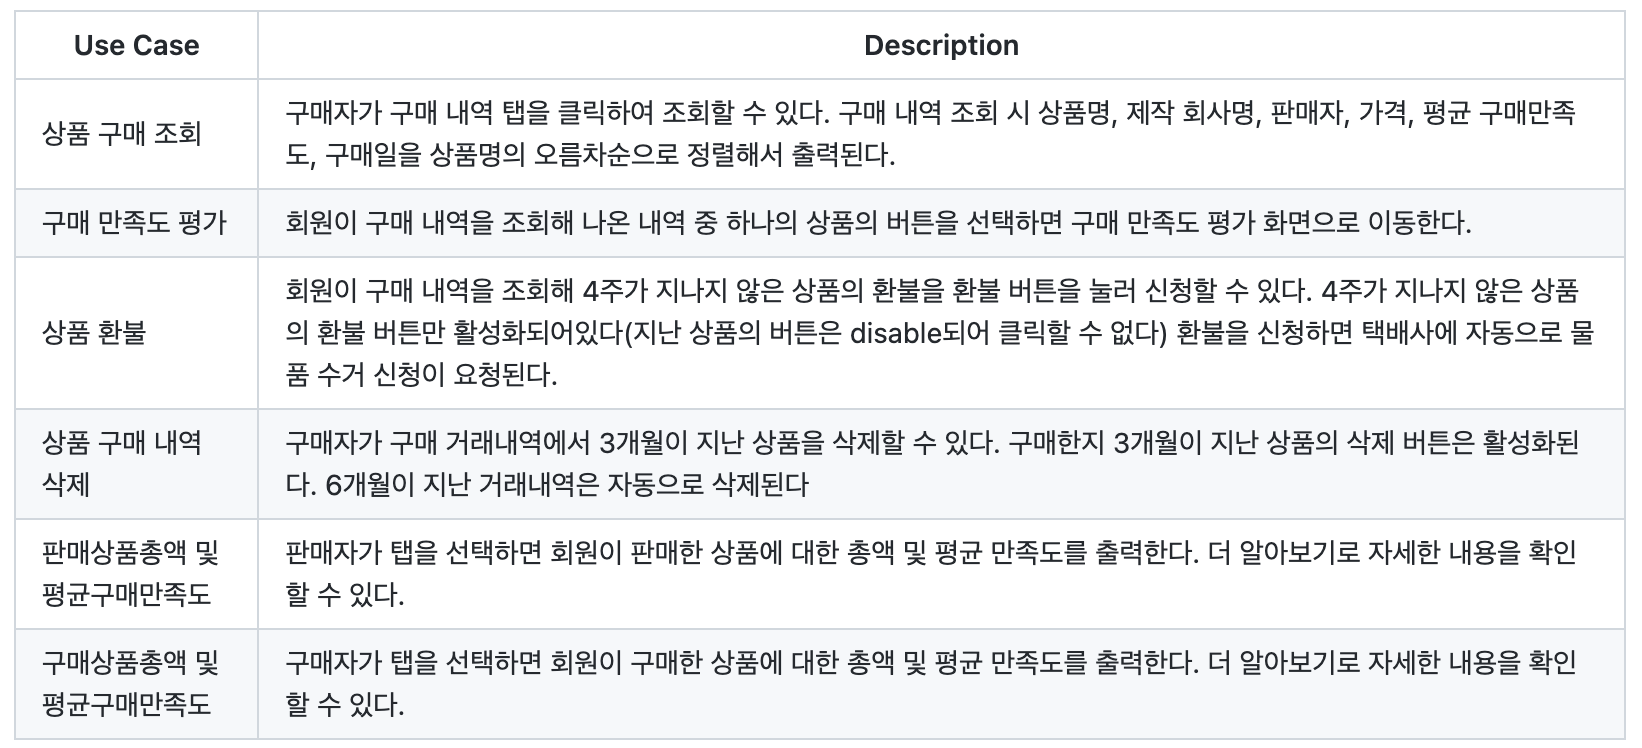 Use Case
Description
상품 구매 조회
구매자가 구매 내역 탭을 클릭하여 조회할 수 있다. 구매 내역 조회 시 상품명, 제작 회사명, 판매자, 가격, 평균 구매만족
도, 구매일을 상품명의 오름차순으로 정렬해서 출력된다.
구매 만족도 평가
회원이 구매 내역을 조회해 나온 내역 중 하나의 상품의 버튼을 선택하면 구매 만족도 평가 화면으로 이동한다.
상품 환불
회원이 구매 내역을 조회해 4주가 지나지 않은 상품의 환불을 환불 버튼을 눌러 신청할 수 있다. 4주가 지나지 않은 상품
의 환불 버튼만 활성화되어있다(지난 상품의 버튼은 disable되어 클릭할 수 없다) 환불을 신청하면 택배사에 자동으로 물
품 수거 신청이 요청된다.
상품 구매 내역
삭제
구매자가 구매 거래내역에서 3개월이 지난 상품을 삭제할 수 있다. 구매한지 3개월이 지난 상품의 삭제 버튼은 활성화된
다. 6개월이 지난 거래내역은 자동으로 삭제된다
판매상품총액 및
평균구매만족도
판매자가 탭을 선택하면 회원이 판매한 상품에 대한 총액 및 평균 만족도를 출력한다. 더 알아보기로 자세한 내용을 확인
할 수 있다.
구매상품총액 및
평균구매만족도
구매자가 탭을 선택하면 회원이 구매한 상품에 대한 총액 및 평균 만족도를 출력한다. 더 알아보기로 자세한 내용을 확인
할 수 있다.